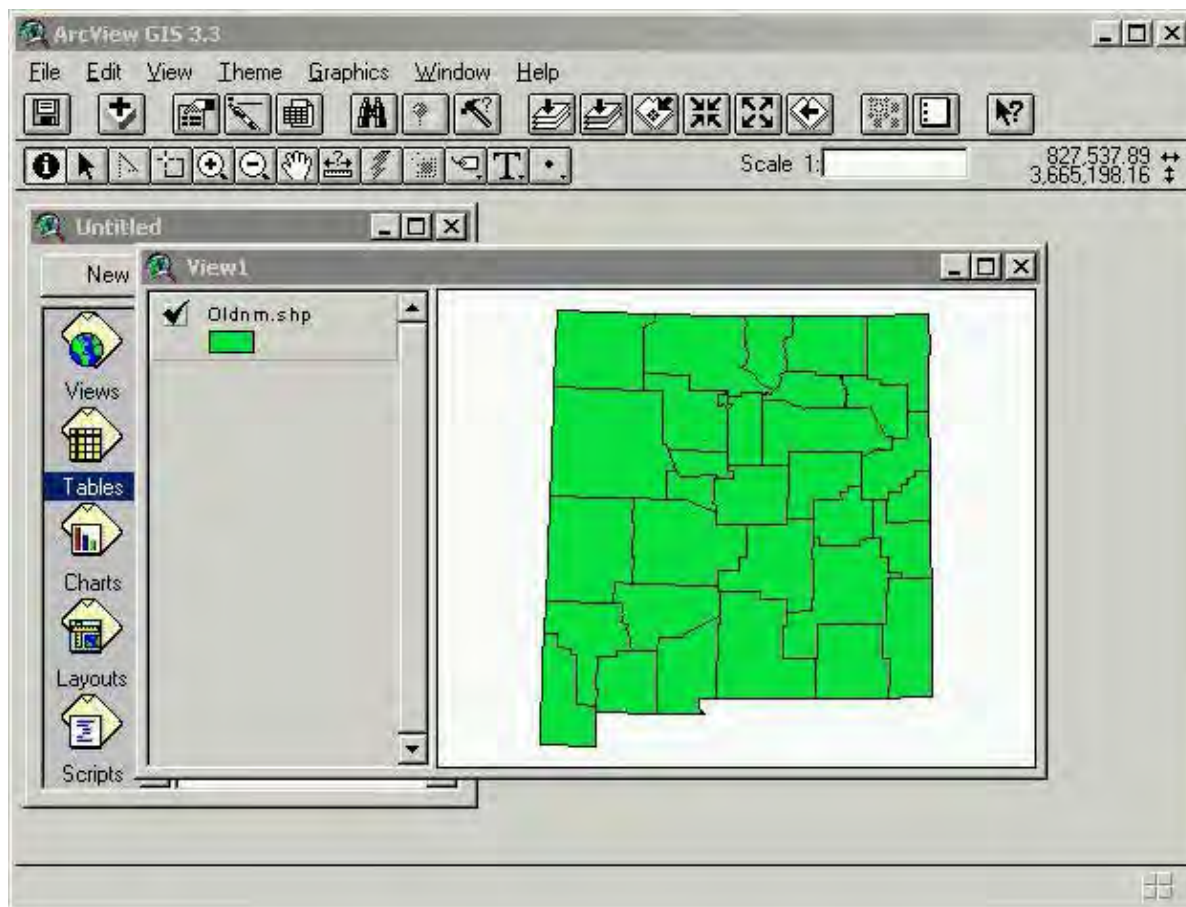 ArcView GIS 3.3
File Edit View Theme Graphics Window Help
Scale 1:
827,537.89
3,665,198.16
Untitled
New
View1
Oldnm.shp
Views
Tables
Charts
Layouts
Scripts